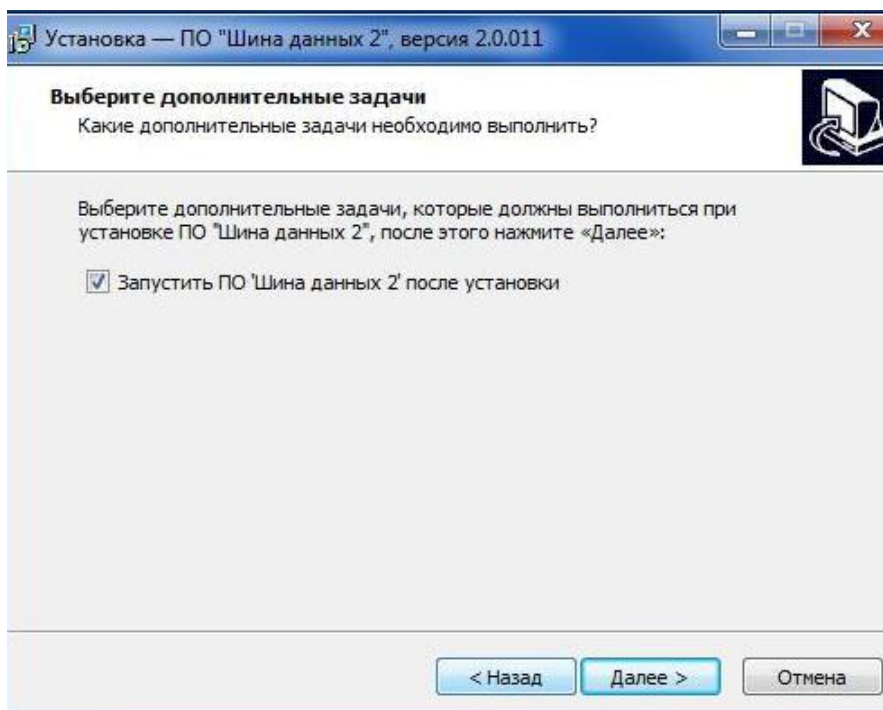 Установка — ПО "Шина данных 2", версия 2.0.011
Выберите дополнительные задачи
Какие дополнительные задачи необходимо выполнить?
Выберите дополнительные задачи, которые должны выполниться при
установке ПО "Шина данных 2", после этого нажмите «Далее»:
Запустить ПО 'Шина данных 2' после установки
< Назад Далее > Отмена